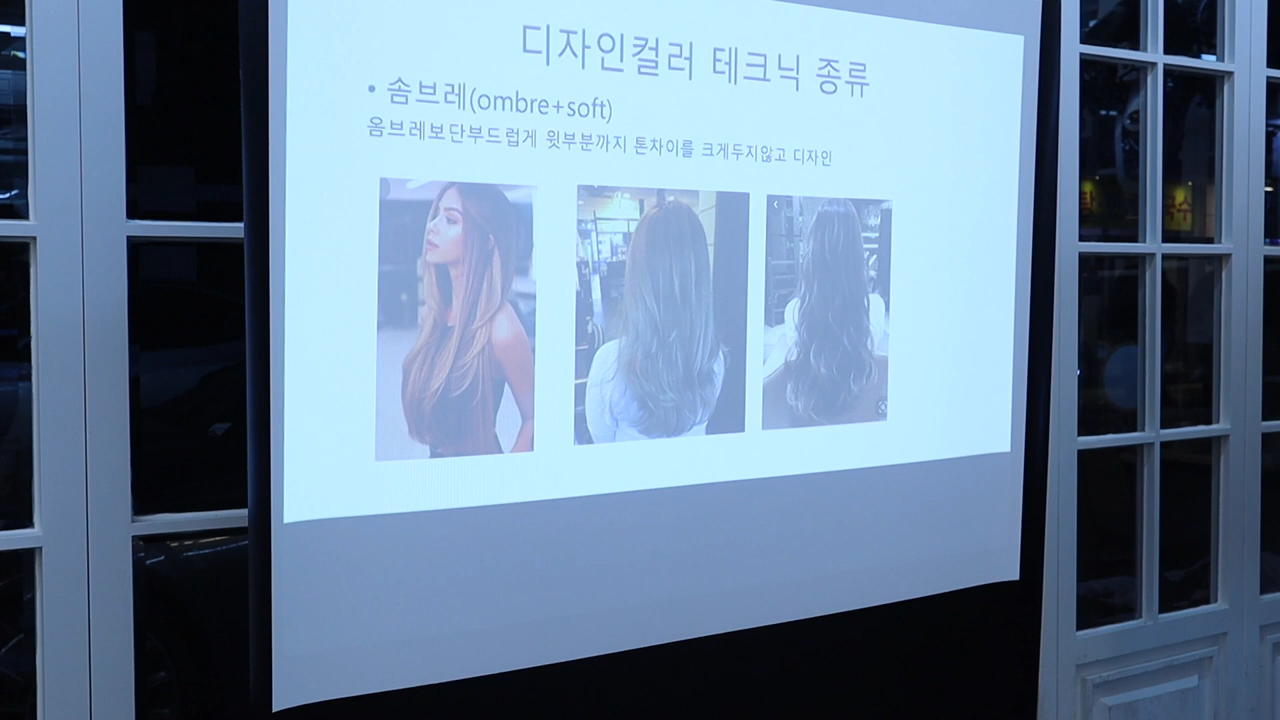 디자인컬러 테크닉 종류
• 솜브레(ombre+soft)
옴브레보단부드럽게 윗부분까지 톤차이를 크게두지않고 디자인